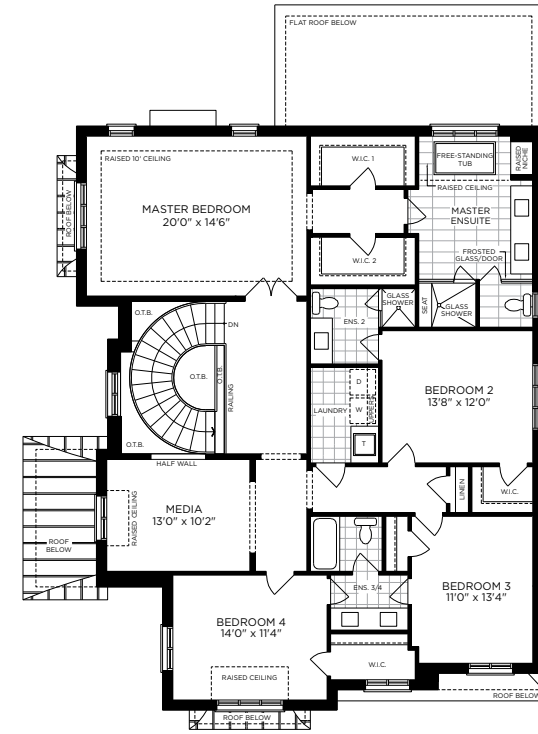 FLAT ROOF BELOW
RAISED 10' CEILING
W.I.C. 1
FREE-STANDING
TUB
RAISED
NICHE
RAISED CEILING
MASTER BEDROOM
20'0" x 14'6"
ROOF BELOW
MASTER
ENSUITE
W.I.C. 2
FROSTED
GLASS/DOOR
GLASS
SHOWER
SEAT
GLASS
SHOWER
O.T.B.
DN
ENS. 2
O.T.B.
O.T.B.
RAILING
D
W
UPPERS
LAUNDRY
T
BEDROOM 2
13'8" x 12'0"
O.T.B.
HALF WALL
LINEN
W.I.C.
MEDIA
13'0" x 10'2"
RAISED CEILING
ROOF
BELOW
ENS. 3/4
BEDROOM 3
11'0" x 13'4"
BEDROOM 4
14'0" x 11'4"
W.I.C.
RAISED CEILING
ROOF BELOW
ROOF BELOW